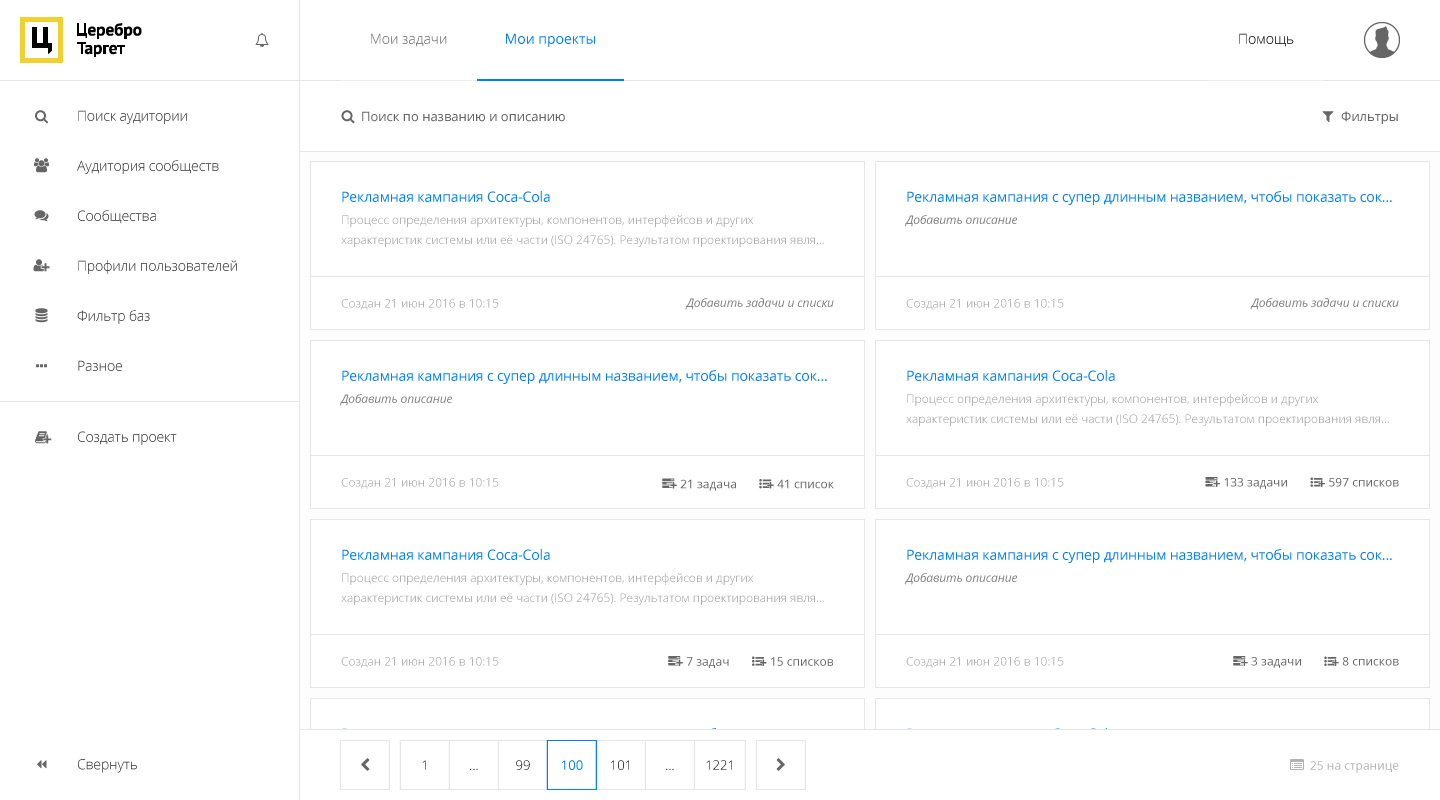 Церебро
Таргет
Мои задачи
Мои проекты
Помощь
Поиск аудитории
Аудитория сообществ
Сообщества
Профили пользователей
Фильтр баз
Разное
Создать проект
Свернуть
Поиск по названию и описанию
Фильтры
Рекламная кампания Coca-Cola
Процесс определения архитектуры, компонентов, интерфейсов и других
характеристик системы или её части (ISO 24765). Результатом проектирования явля...
Создан 21 июн 2016 в 10:15
Добавить задачи и списки
Рекламная кампания с супер длинным названием, чтобы показать сок...
Добавить описание
Создан 21 июн 2016 в 10:15
Добавить задачи и списки
Рекламная кампания с супер длинным названием, чтобы показать сок...
Добавить описание
Создан 21 июн 2016 в 10:15
21 задача
41 список
Рекламная кампания Coca-Cola
Процесс определения архитектуры, компонентов, интерфейсов и других
характеристик системы или её части (ISO 24765). Результатом проектирования явля...
Создан 21 июн 2016 в 10:15
133 задачи
597 списков
Рекламная кампания Coca-Cola
Процесс определения архитектуры, компонентов, интерфейсов и других
характеристик системы или её части (ISO 24765). Результатом проектирования явля...
Создан 21 июн 2016 в 10:15
7 задач
15 списков
Рекламная кампания с супер длинным названием, чтобы показать сок...
Добавить описание
Создан 21 июн 2016 в 10:15
3 задачи
8 списков
1
...
99
100
101
...
1221
25 на странице